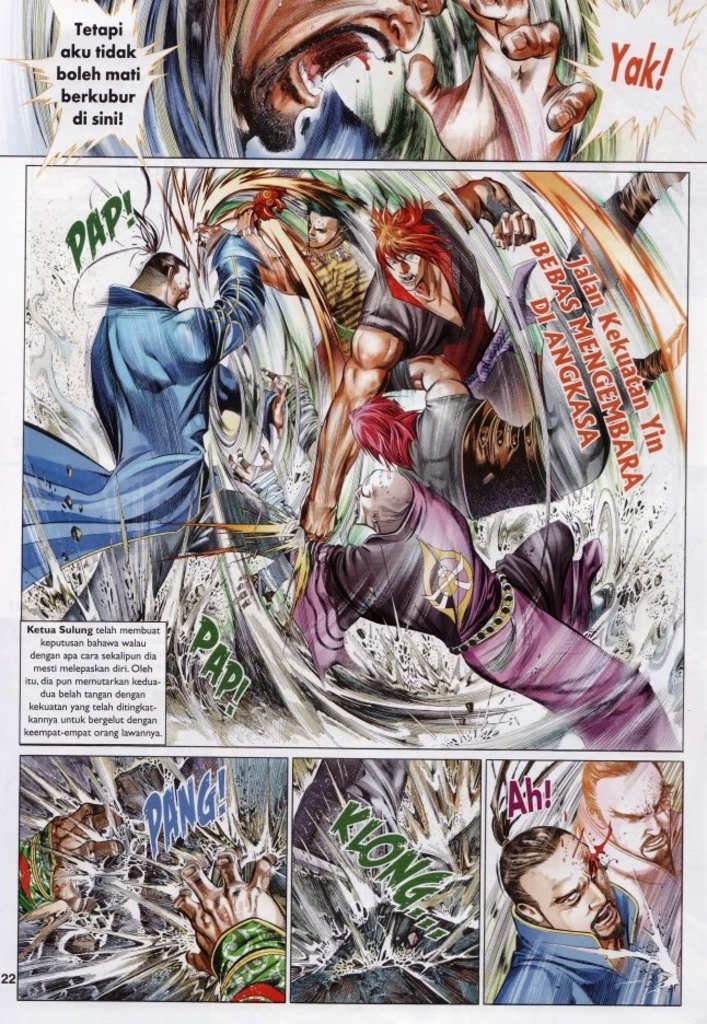 Tetapi
aku tidak
boleh mati
berkubur
di sini!
Yak!
PAP!
Jalan Kekuatan Yin
BEBAS MENGEMBARA
DI ANGKASA
PAP!
Ketua Sulung telah membuat
keputusan bahawa walau
dengan apa cara sekalipun dia
mesti melepaskan diri. Oleh
itu, dia pun memutarkan kedua-
dua belah tangan dengan
kekuatan yang telah ditingkat-
kannya untuk bergelut dengan
keempat-empat orang lawannya.
PANG!
KLONG...
Ah!
22